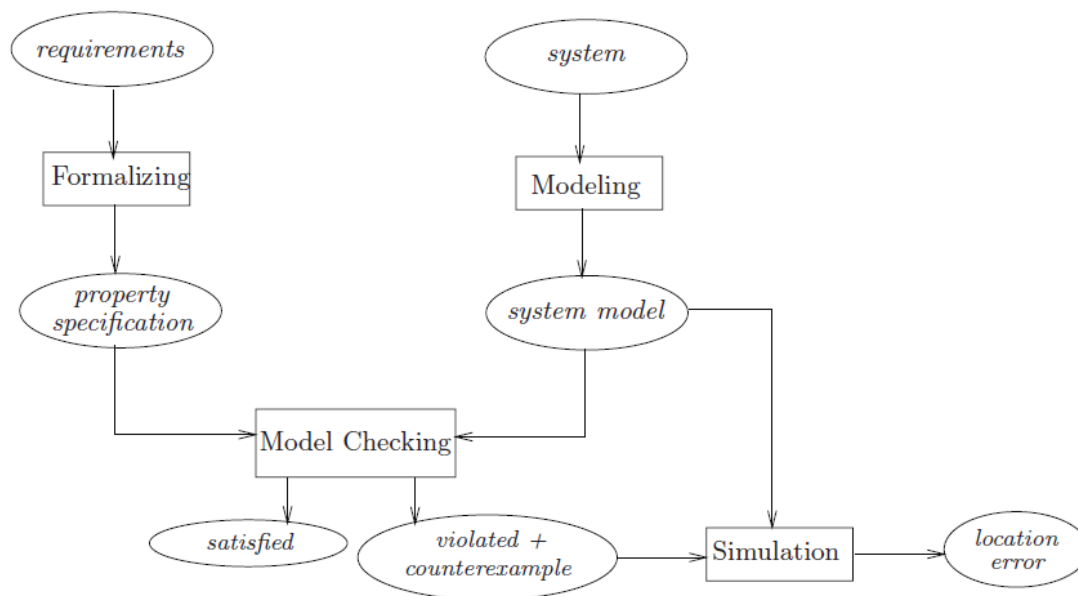 requirements
system
Formalizing
Modeling
property
specification
system model
Model Checking
satisfied
violated +
counterexample
Simulation
location
error